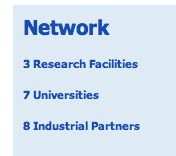 Network
3 Research Facilities
7 Universities
8 Industrial Partners